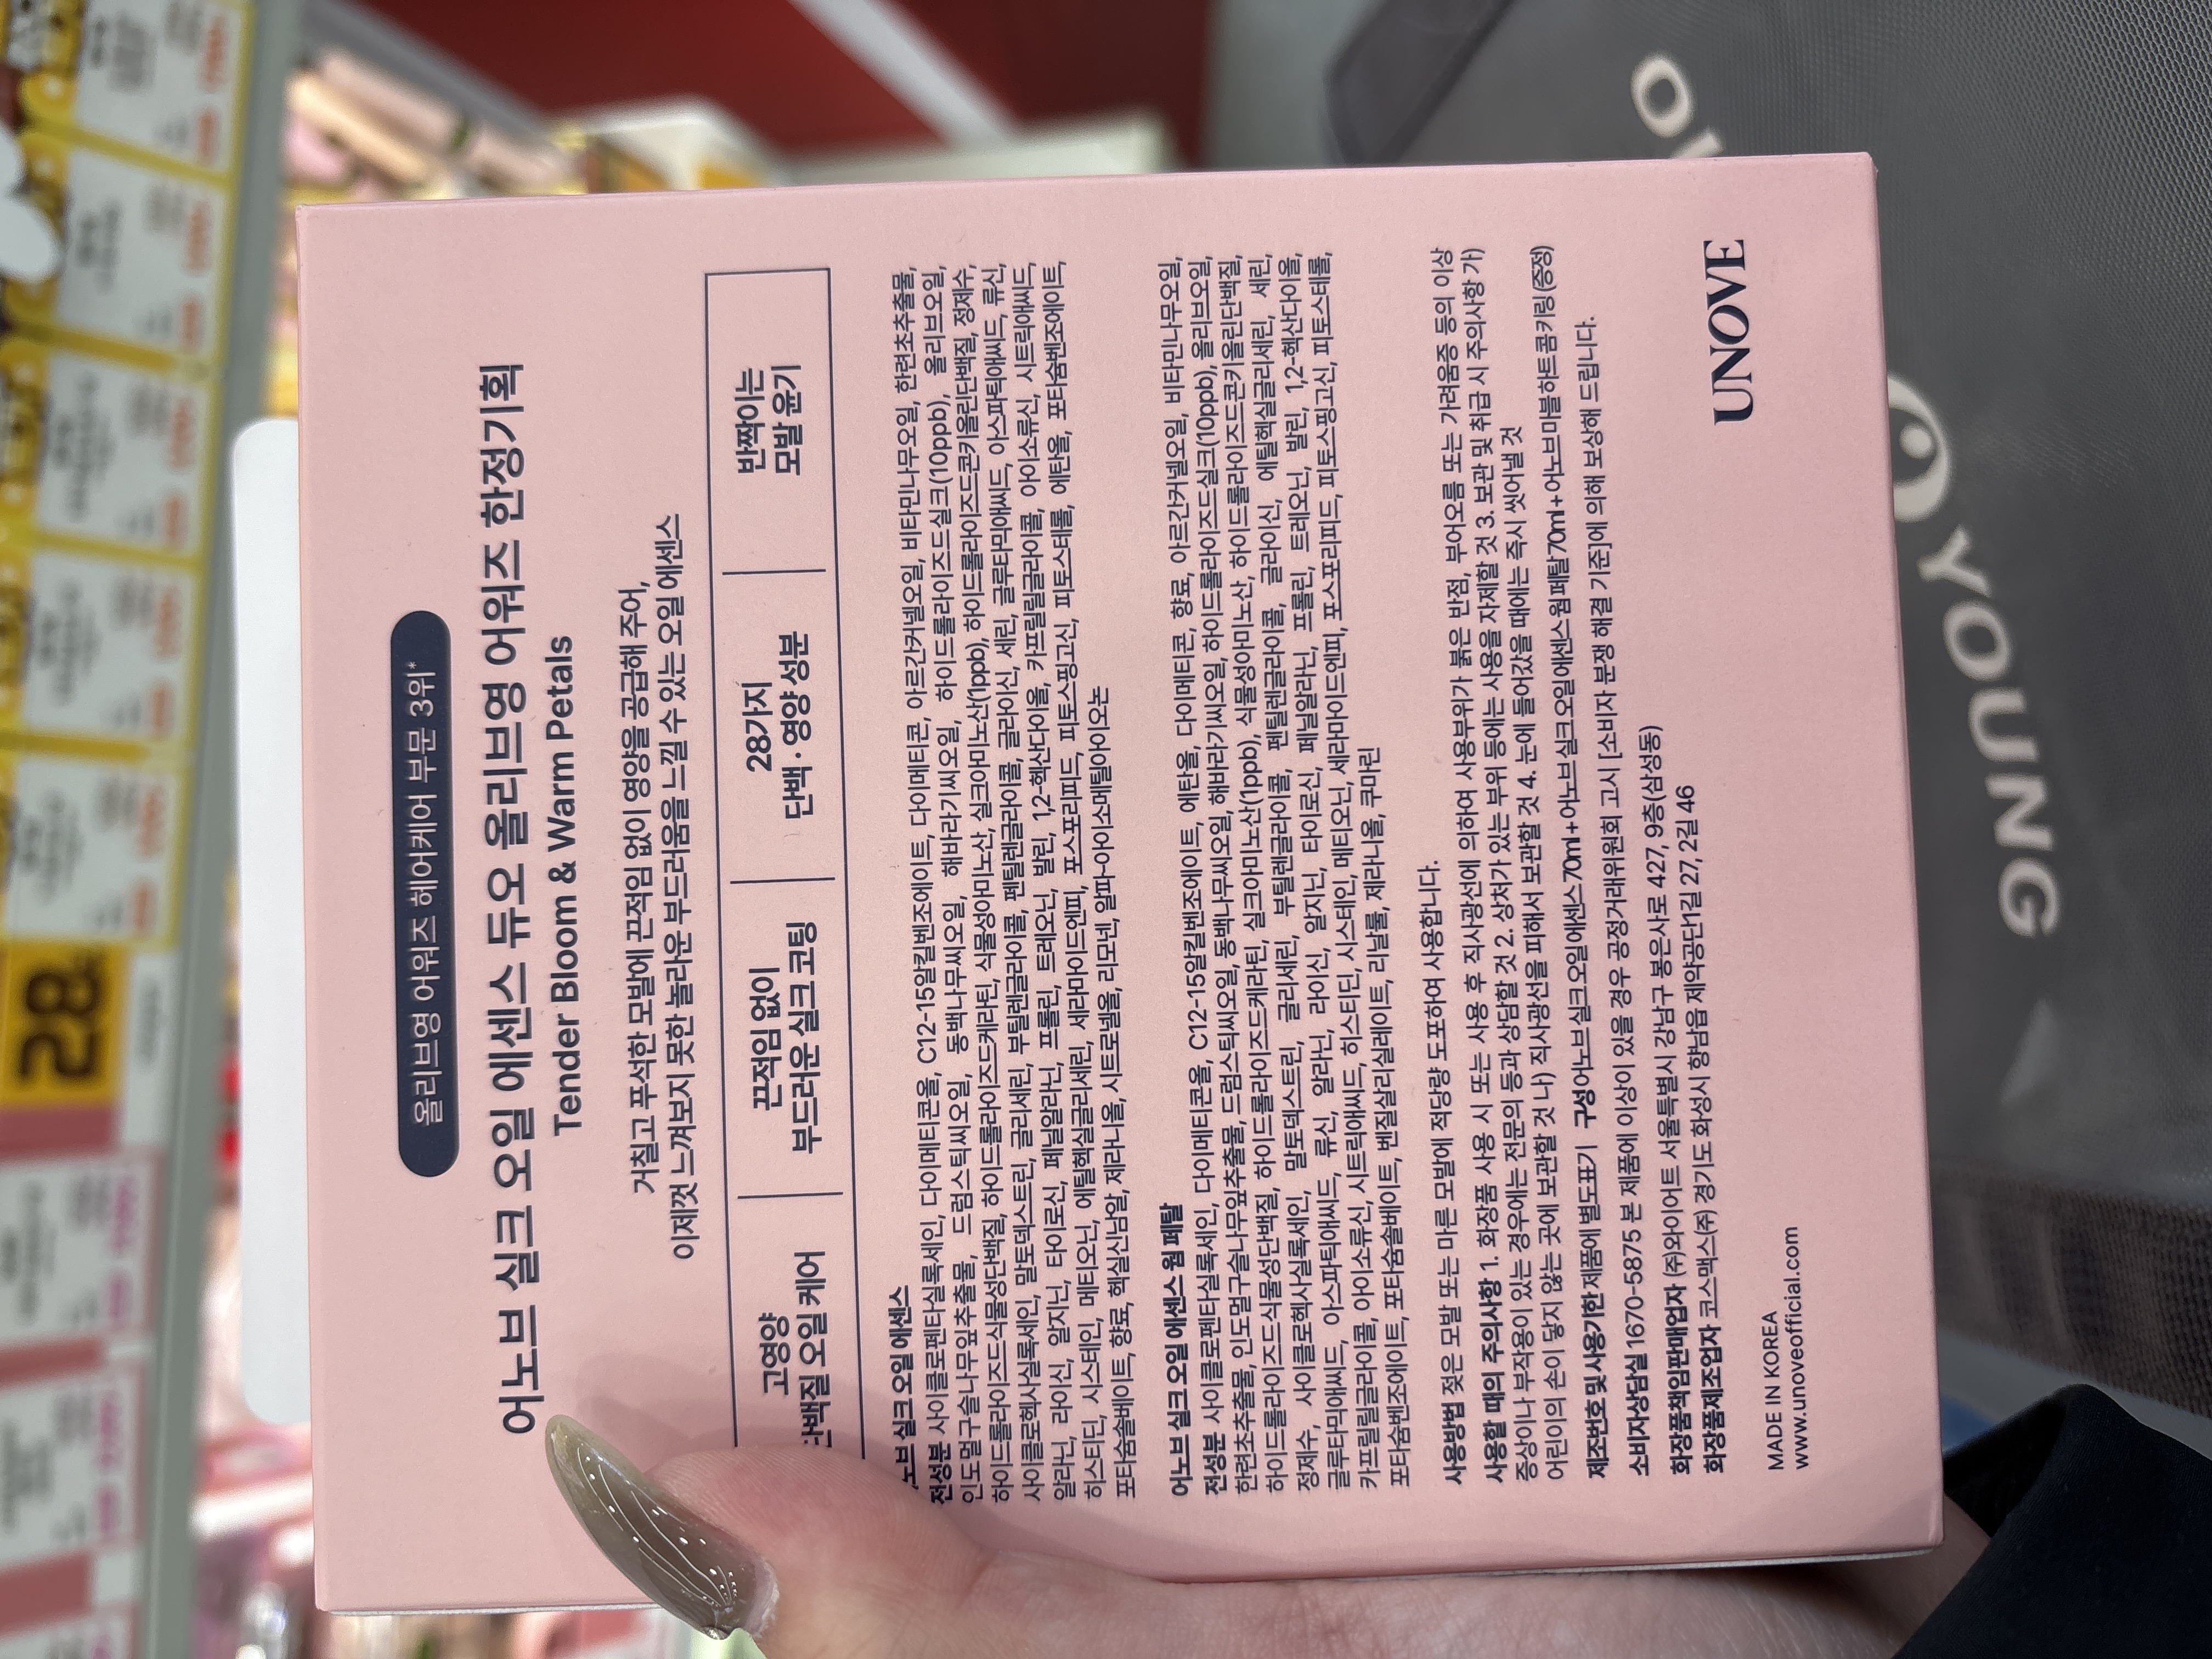 올리브영 어워즈 헤어케어 부문 3위*
어노브 실크 오일 에센스 듀오 올리브영 어워즈 한정기획
Tender Bloom & Warm Petals
거칠고 푸석한 모발에 끈적임 없이 영양을 공급해 주어,
이제껏 느껴보지 못한 놀라운 부드러움을 느낄 수 있는 오일 에센스
고영양
단백질 오일 케어
끈적임 없이
부드러운 실크 코팅
28가지
단백·영양 성분
반짝이는
모발 윤기
어노브 실크 오일 에센스
전성분 사이클로펜타실록세인, 다이메티콘올, C12-15알킬벤조에이트, 다이메티콘, 아르간커넬오일, 비타민나무오일, 한련초추출물,
인도멀구슬나무잎추출물, 드럼스틱씨오일, 동백나무씨오일, 해바라기씨오일, 하이드롤라이즈드실크(10ppb), 올리브오일,
하이드롤라이즈드식물성단백질, 하이드롤라이즈드케라틴, 식물성아미노산, 실크아미노산(1ppb), 하이드롤라이즈드콘키올린단백질, 정제수,
사이클로헥사실록세인, 말토덱스트린, 글리세린, 부틸렌글라이콜, 펜틸렌글라이콜, 글라이신, 세린, 글루타믹애씨드, 아스파틱애씨드, 류신,
알라닌, 라이신, 알지닌, 타이로신, 페닐알라닌, 프롤린, 트레오닌, 발린, 1,2-헥산다이올, 카프릴릴글라이콜, 아이소류신, 시트릭애씨드,
히스티딘, 시스테인, 메티오닌, 에틸헥실글리세린, 세라마이드엔피, 포스포리피드, 피토스핑고신, 피토스테롤, 에탄올, 포타슘벤조에이트,
포타슘솔베이트, 향료, 헥실신남알, 제라니올, 시트로넬올, 리모넨, 알파-아이소메틸아이오논
어노브 실크 오일 에센스 웜 페탈
전성분 사이클로펜타실록세인, 다이메티콘올, C12-15알킬벤조에이트, 에탄올, 다이메티콘, 향료, 아르간커넬오일, 비타민나무오일,
한련초추출물, 인도멀구슬나무잎추출물, 드럼스틱씨오일, 동백나무씨오일, 해바라기씨오일, 하이드롤라이즈드실크(10ppb), 올리브오일,
하이드롤라이즈드식물성단백질, 하이드롤라이즈드케라틴, 실크아미노산(1ppb), 식물성아미노산, 하이드롤라이즈드콘키올린단백질,
정제수, 사이클로헥사실록세인, 말토덱스트린, 글리세린, 부틸렌글라이콜, 펜틸렌글라이콜, 글라이신, 에틸헥실글리세린, 세린,
글루타믹애씨드, 아스파틱애씨드, 류신, 알라닌, 라이신, 알지닌, 타이로신, 페닐알라닌, 프롤린, 트레오닌, 발린, 1,2-헥산다이올,
카프릴릴글라이콜, 아이소류신, 시트릭애씨드, 히스티딘, 시스테인, 메티오닌, 세라마이드엔피, 포스포리피드, 피토스핑고신, 피토스테롤,
포타슘벤조에이트, 포타슘솔베이트, 벤질살리실레이트, 리날룰, 제라니올, 쿠마린
사용방법 젖은 모발 또는 마른 모발에 적당량 도포하여 사용합니다.
사용할 때의 주의사항 1. 화장품 사용 시 또는 사용 후 직사광선에 의하여 사용부위가 붉은 반점, 부어오름 또는 가려움증 등의 이상
증상이나 부작용이 있는 경우에는 전문의 등과 상담할 것 2. 상처가 있는 부위 등에는 사용을 자제할 것 3. 보관 및 취급 시 주의사항 가)
어린이의 손이 닿지 않는 곳에 보관할 것 나) 직사광선을 피해서 보관할 것 4. 눈에 들어갔을 때에는 즉시 씻어낼 것
제조번호 및 사용기한 제품에 별도표기 | 구성 어노브 실크 오일 에센스 70ml + 어노브 실크 오일 에센스 웜 페탈 70ml + 어노브 마블 하트 콤 키링(증정)
소비자상담실 1670-5875 본 제품에 이상이 있을 경우 공정거래위원회 고시 [소비자 분쟁 해결 기준]에 의해 보상해 드립니다.
화장품책임판매업자 (주)와이어트 서울특별시 강남구 봉은사로 427, 9층(삼성동)
화장품제조업자 코스맥스(주) 경기도 화성시 향남읍 제약공단1길 27, 2길 46
MADE IN KOREA
www.unoveofficial.com
UNOVE
YOUNG
28